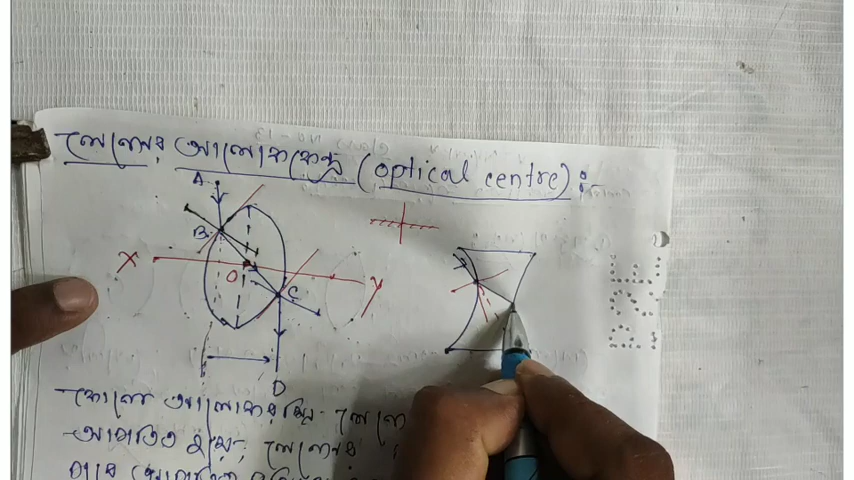 লেন্সের আলোককেন্দ্র (optical centre) :
A
B
X
O
Y
C
D
কোনো আলোকরশ্মি লেন্সে
আপতিত হয়ে, লেন্সের